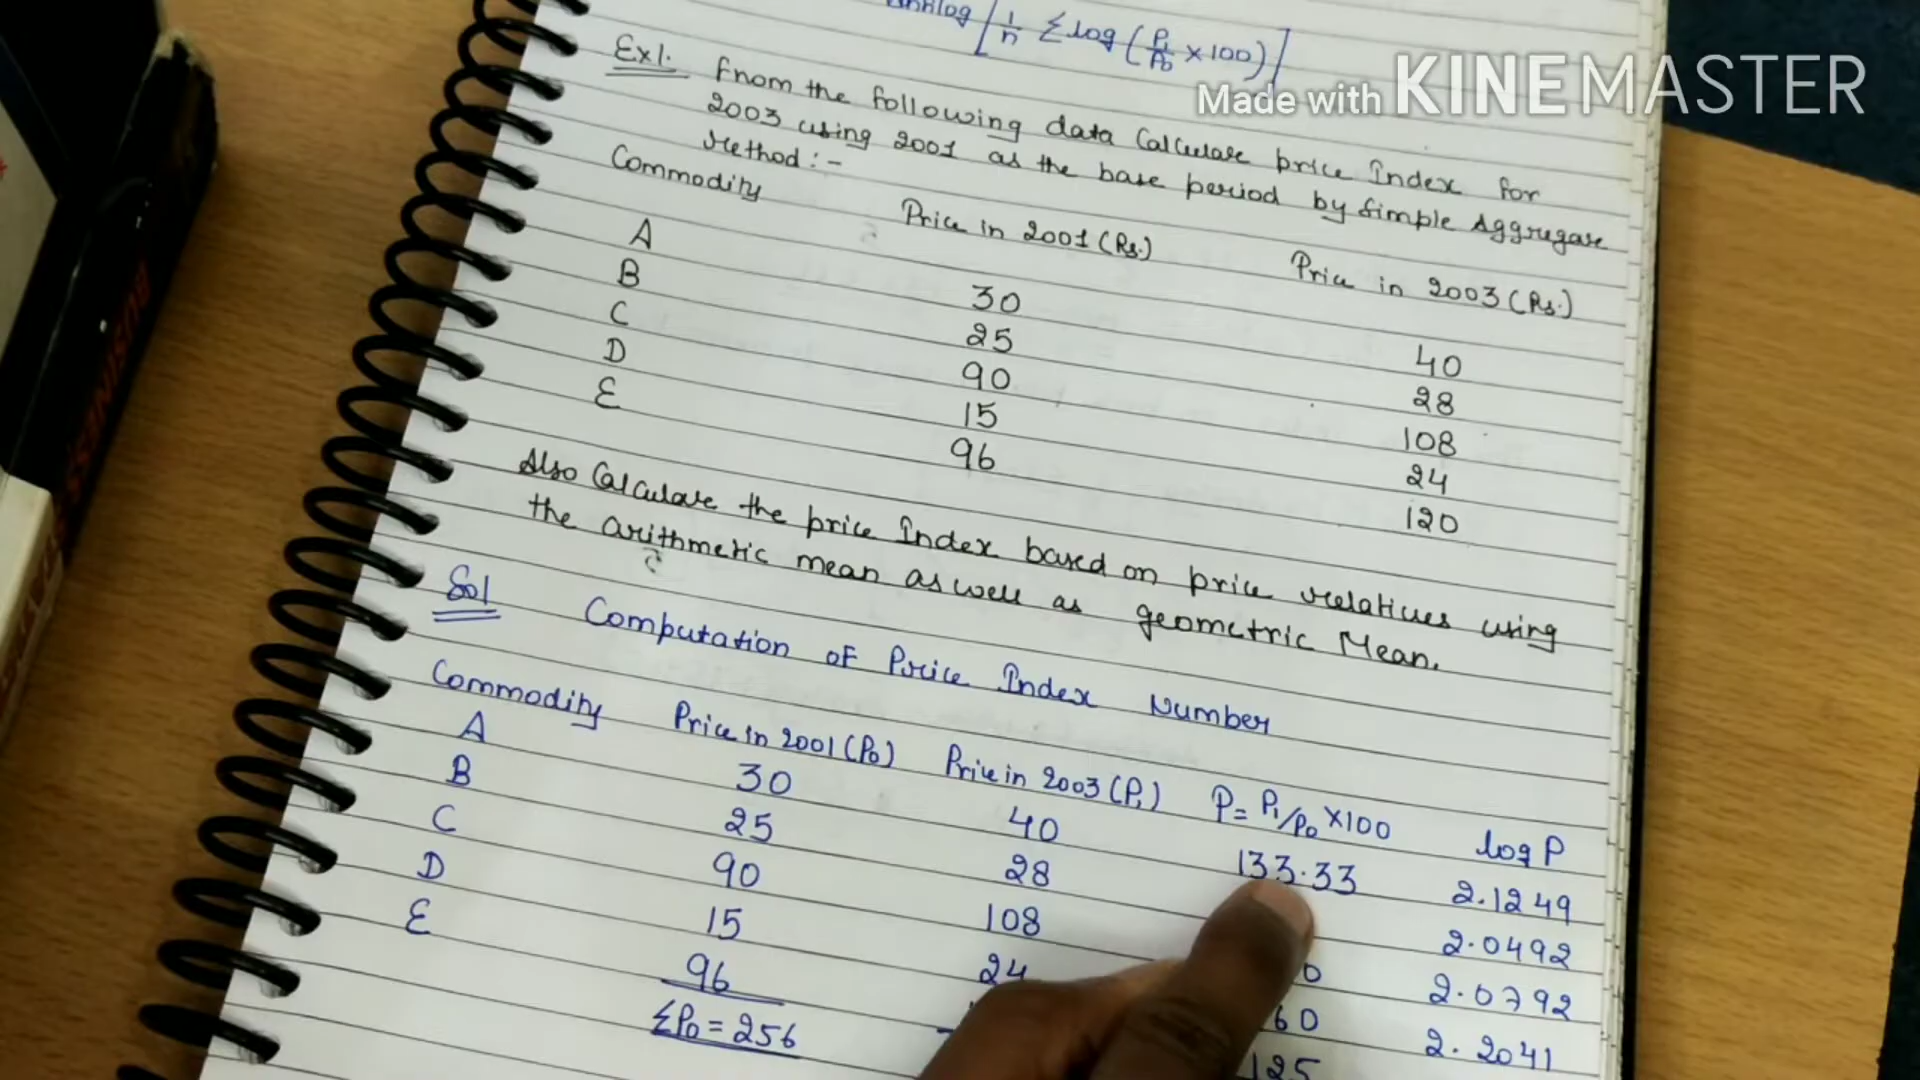 [1/n Σ log (P₁/P₀ × 100)]
Made with KINEMASTER
Ex1. From the following data Calculate price Index for
2003 using 2001 as the base period by Simple Aggregate
Method :-
Commodity Price in 2001 (Rs.) Price in 2003 (Rs.)
A 30 40
B 25 28
C 90 108
D 15 24
E 96 120
Also Calculate the price Index based on price relatives using
the arithmetic mean as well as geometric Mean.
Sol Computation of Price Index Number
Commodity Price in 2001 (P₀) Price in 2003 (P₁) P = P₁/P₀ ×100 log P
A 30 40 133.33 2.1249
B 25 28 2.0492
C 90 108 0 2.0792
D 15 24 60 2.2041
E 96 125
ΣP₀ = 256